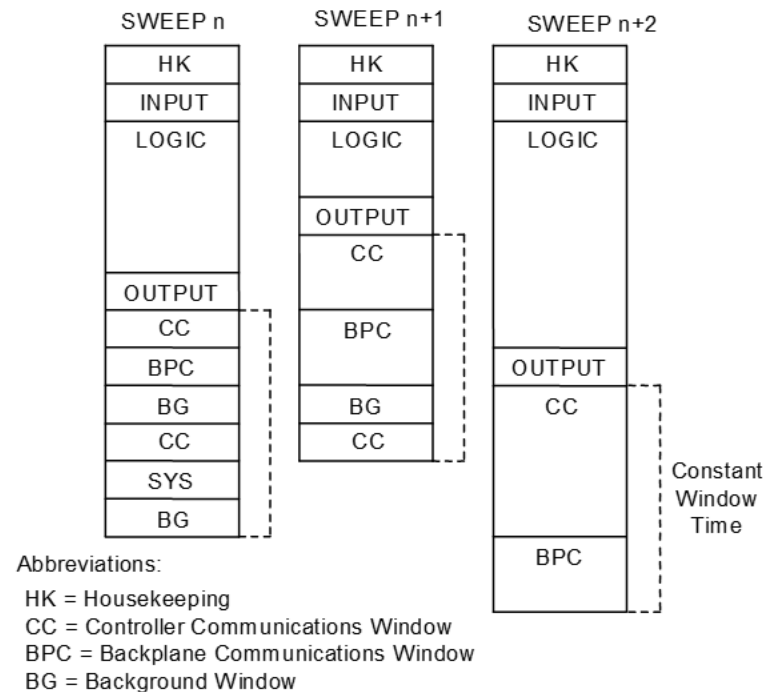 SWEEP n
HK
INPUT
LOGIC
OUTPUT
CC
BPC
BG
CC
SYS
BG
SWEEP n+1
HK
INPUT
LOGIC
OUTPUT
CC
BPC
BG
CC
SWEEP n+2
HK
INPUT
LOGIC
OUTPUT
CC
BPC
Constant
Window
Time
Abbreviations:
HK = Housekeeping
CC = Controller Communications Window
BPC = Backplane Communications Window
BG = Background Window